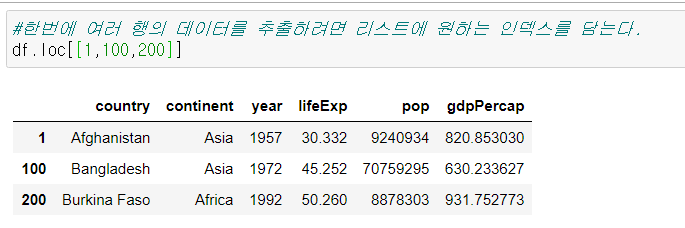 #한번에 여러 행의 데이터를 추출하려면 리스트에 원하는 인덱스를 담는다.
df.loc[[1,100,200]]
country continent year lifeExp pop gdpPercap
1 Afghanistan Asia 1957 30.332 9240934 820.853030
100 Bangladesh Asia 1972 45.252 70759295 630.233627
200 Burkina Faso Africa 1992 50.260 8878303 931.752773